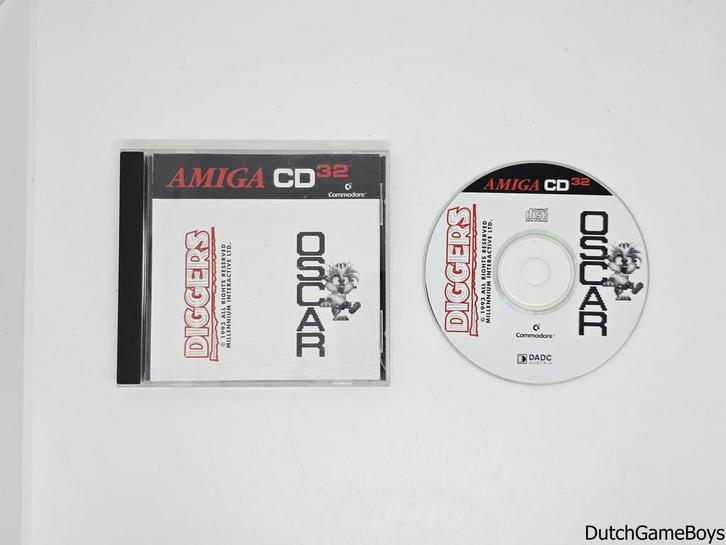 AMIGA CD32
Commodore
DIGGERS
© 1993 ALL RIGHTS RESERVED
MILLENNIUM INTERACTIVE LTD.
OSCAR
AMIGA CD32
DIGGERS
© 1993 ALL RIGHTS RESERVED
MILLENNIUM INTERACTIVE LTD.
OSCAR
Commodore
DADC
AUSTRIA
DutchGameBoys